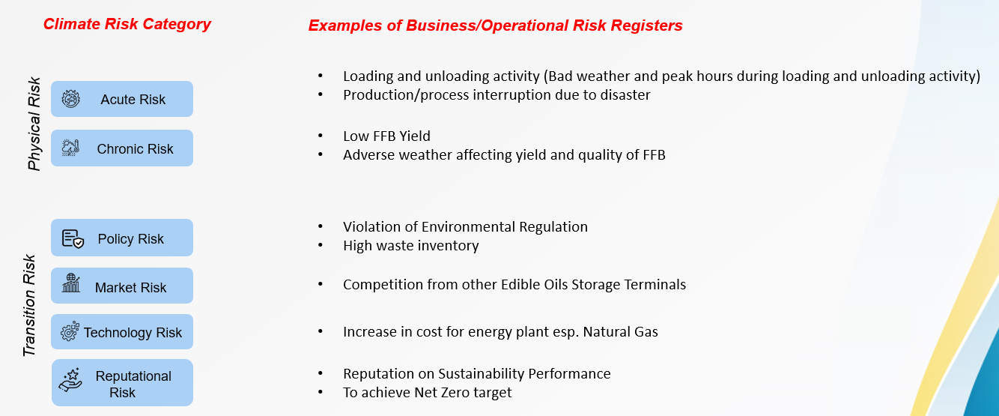 Climate Risk Category
Examples of Business/Operational Risk Registers
Physical Risk
Acute Risk
• Loading and unloading activity (Bad weather and peak hours during loading and unloading activity)
• Production/process interruption due to disaster
Chronic Risk
• Low FFB Yield
• Adverse weather affecting yield and quality of FFB
Transition Risk
Policy Risk
• Violation of Environmental Regulation
• High waste inventory
Market Risk
• Competition from other Edible Oils Storage Terminals
Technology Risk
• Increase in cost for energy plant esp. Natural Gas
Reputational
Risk
• Reputation on Sustainability Performance
• To achieve Net Zero target